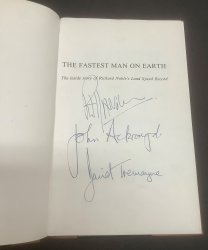 THE FASTEST MAN ON EARTH
The inside story of Richard Noble's Land Speed Record
John Ackroyd
David Tremayne